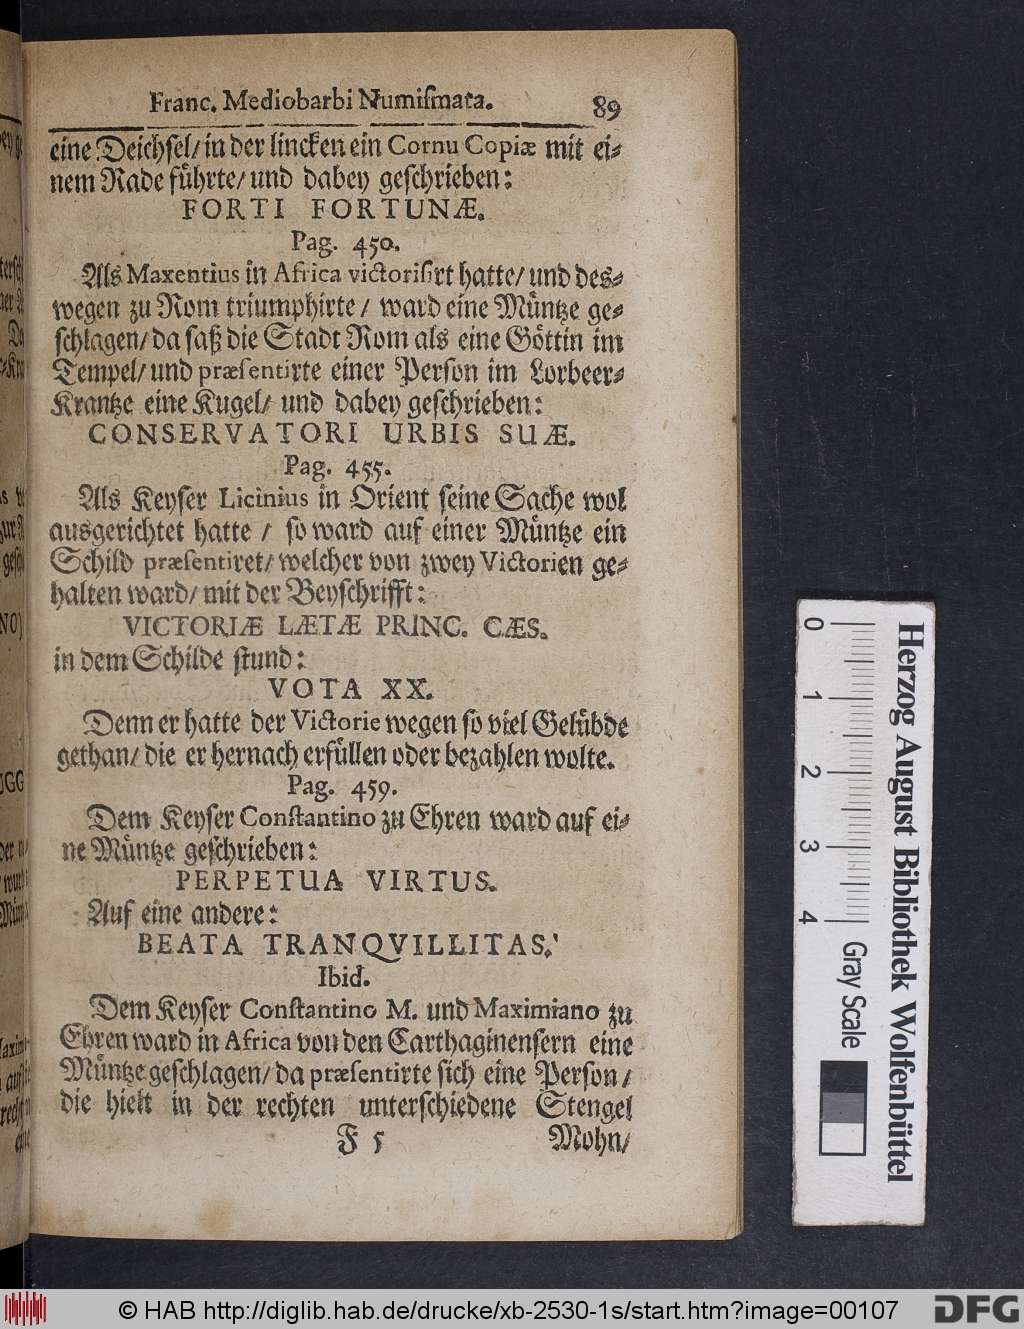 Franc. Mediobarbi Numiſmata. 89
eine Deichſel/ in der lincken ein Cornu Copiæ mit ei-
nem Rade führte/ und dabey geſchrieben:
FORTI FORTUNÆ.
Pag. 450.
Als Maxentius in Africa victoriſirt hatte/ und des-
wegen zu Rom triumphirte/ ward eine Müntze ge-
ſchlagen/ da ſaß die Stadt Rom als eine Göttin im
Tempel/ und præſentirte einer Perſon im Lorbeer-
Krantze eine Kugel/ und dabey geſchrieben:
CONSERVATORI URBIS SUÆ.
Pag. 455.
Als Keyſer Licinius in Orient ſeine Sache wol
ausgerichtet hatte / ſo ward auf einer Müntze ein
Schild præſentiret/ welcher von zwey Victorien ge-
halten ward/ mit der Beyſchrifft:
VICTORIÆ LÆTÆ PRINC. CÆS.
in dem Schilde ſtund:
VOTA XX.
Denn er hatte der Victorie wegen ſo viel Gelübde
gethan/ die er hernach erfüllen oder bezahlen wolte.
Pag. 459.
Dem Keyſer Conſtantino zu Ehren ward auf ei-
ne Müntze geſchrieben:
PERPETUA VIRTUS.
Auf eine andere:
BEATA TRANQVILLITAS.
Ibid.
Dem Keyſer Conſtantino M. und Maximiano zu
Ehren ward in Africa von den Carthaginenſern eine
Müntze geſchlagen/ da præſentirte ſich eine Perſon/
die hielt in der rechten unterſchiedene Stengel
F 5 Mohn/
0 1 2 3 4
Herzog August Bibliothek Wolfenbüttel
Gray Scale
© HAB http://diglib.hab.de/drucke/xb-2530-1s/start.htm?image=00107
DFG